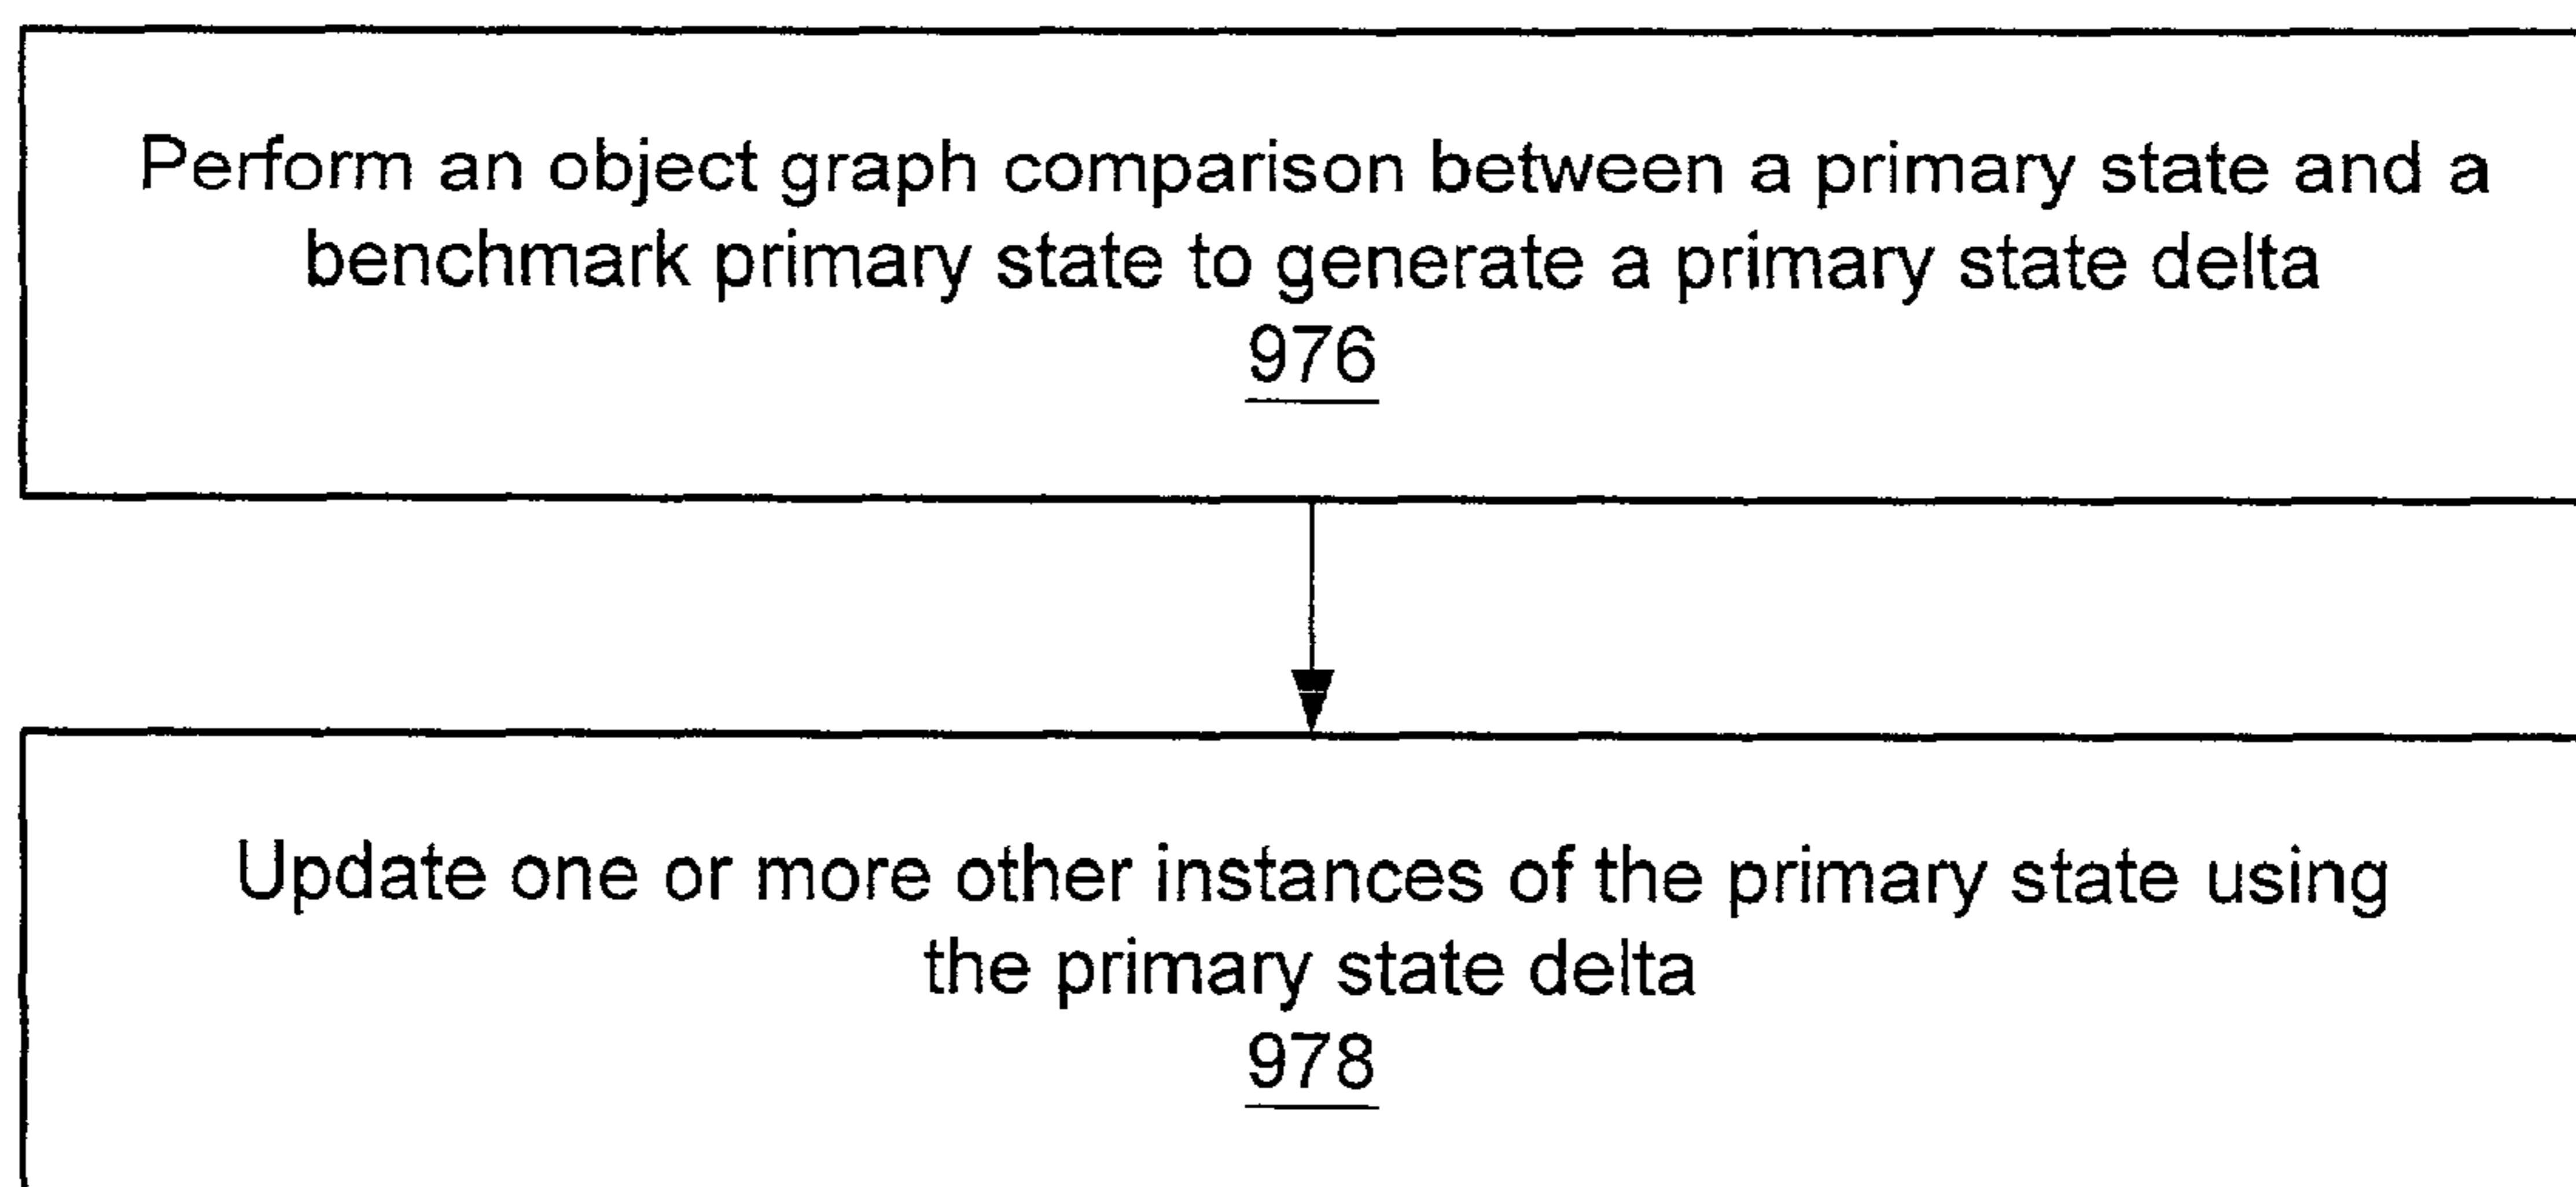 Perform an object graph comparison between a primary state and a
benchmark primary state to generate a primary state delta
976
Update one or more other instances of the primary state using
the primary state delta
978